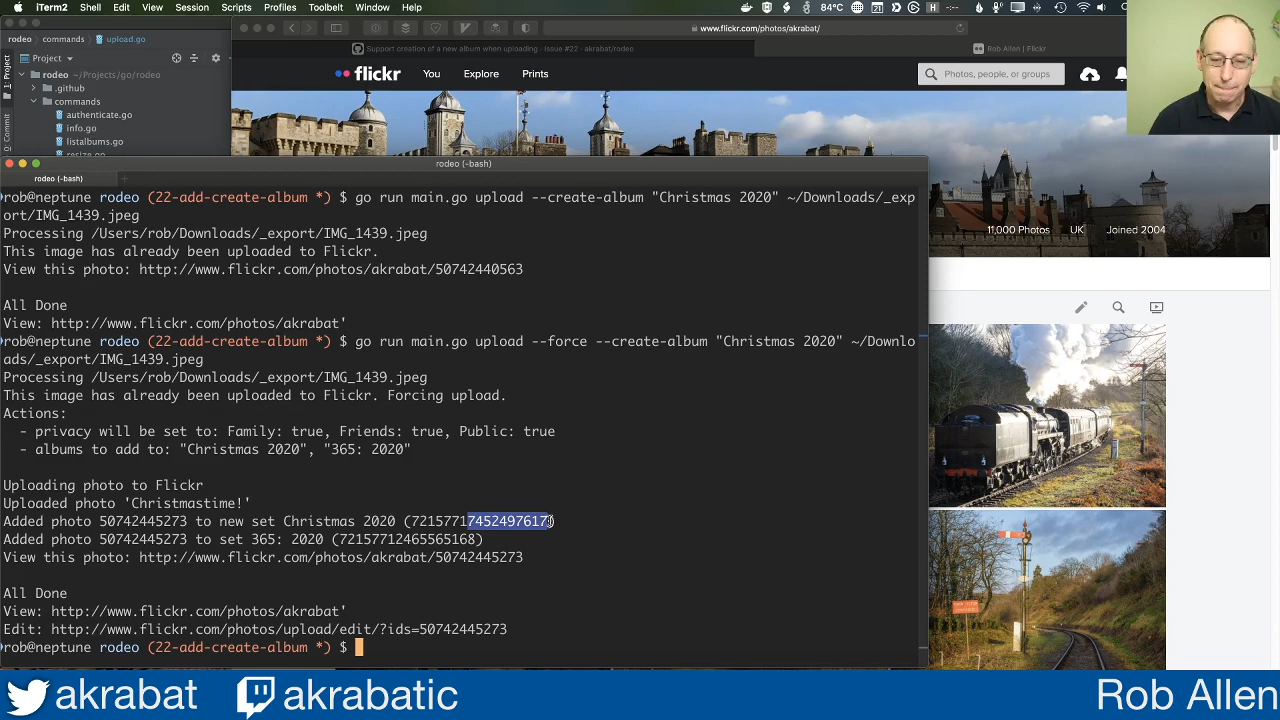 iTerm2 Shell Edit View Session Scripts Profiles Toolbelt Window Help
84°C
rodeo commands upload.go
www.flickr.com/photos/akrabat/
Support creation of a new album when uploading · Issue #22 · akrabat/rodeo
Rob Allen | Flickr
Project
1: Project
Commit
rodeo ~/Projects/go/rodeo
.github
commands
authenticate.go
info.go
listalbums.go
resize.go
flickr You Explore Prints
Photos, people, or groups
11,000 Photos UK Joined 2004
rodeo (-bash)
rodeo (-bash)
rob@neptune rodeo (22-add-create-album *) $ go run main.go upload --create-album "Christmas 2020" ~/Downloads/_exp
ort/IMG_1439.jpeg
Processing /Users/rob/Downloads/_export/IMG_1439.jpeg
This image has already been uploaded to Flickr.
View this photo: http://www.flickr.com/photos/akrabat/50742440563
All Done
View: http://www.flickr.com/photos/akrabat'
rob@neptune rodeo (22-add-create-album *) $ go run main.go upload --force --create-album "Christmas 2020" ~/Downlo
ads/_export/IMG_1439.jpeg
Processing /Users/rob/Downloads/_export/IMG_1439.jpeg
This image has already been uploaded to Flickr. Forcing upload.
Actions:
- privacy will be set to: Family: true, Friends: true, Public: true
- albums to add to: "Christmas 2020", "365: 2020"
Uploading photo to Flickr
Uploaded photo 'Christmastime!'
Added photo 50742445273 to new set Christmas 2020 (72157717452497617)
Added photo 50742445273 to set 365: 2020 (72157712465565168)
View this photo: http://www.flickr.com/photos/akrabat/50742445273
All Done
View: http://www.flickr.com/photos/akrabat'
Edit: http://www.flickr.com/photos/upload/edit/?ids=50742445273
rob@neptune rodeo (22-add-create-album *) $
akrabat akrabatic Rob Allen